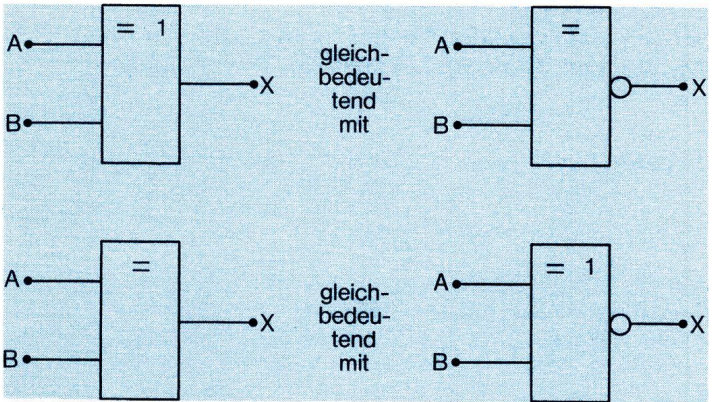 = 1
=
A
A
gleich-
bedeu-
tend
mit
X
X
B
B
=
= 1
A
A
gleich-
bedeu-
tend
mit
X
X
B
B